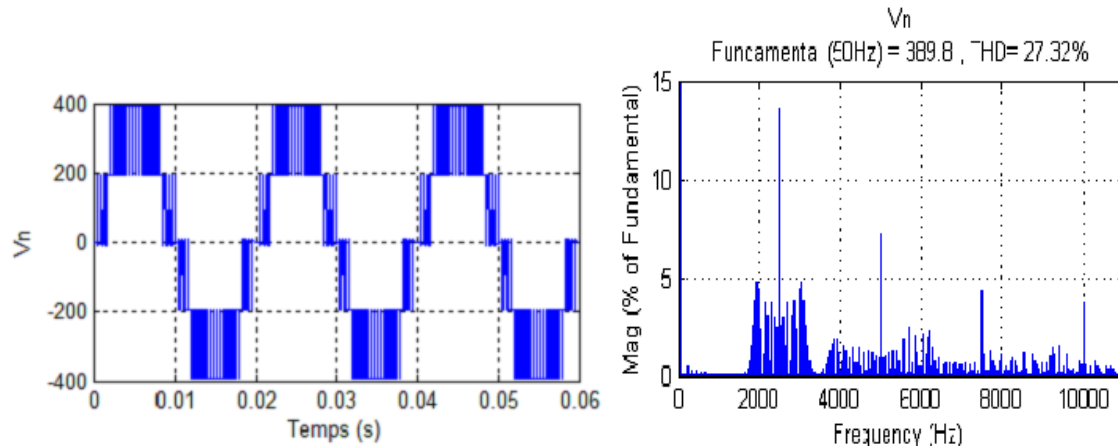 400
200
0
-200
-400
Vn
0 0.01 0.02 0.03 0.04 0.05 0.06
Temps (s)
Vn
Funcamenta (50Hz) = 389.8 , THD= 27.32%
15
10
5
0
Mag (% of Fundamental)
0 2000 4000 6000 8000 10000
Frequency (Hz)